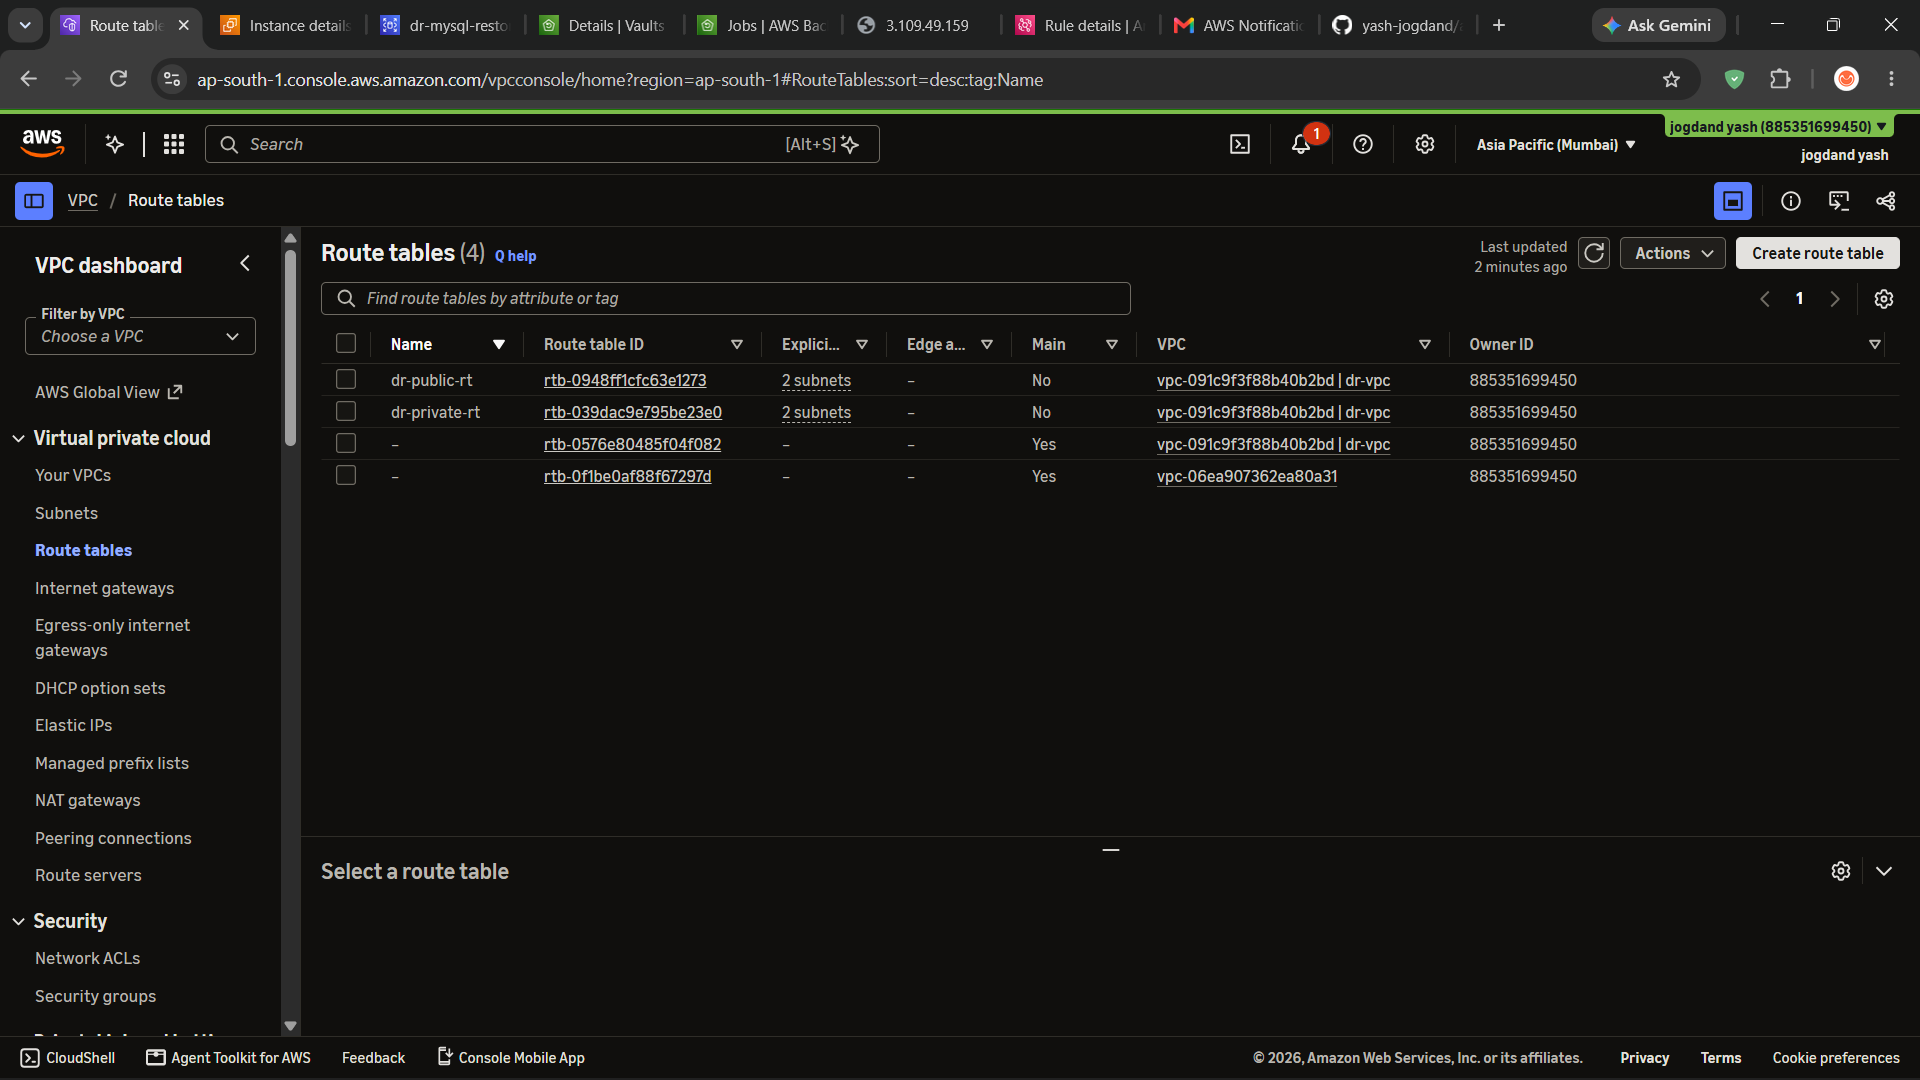 Route table
Instance details
dr-mysql-resto
Details | Vaults
Jobs | AWS Bac
3.109.49.159
Rule details | A
AWS Notificatio
yash-jogdand/
Ask Gemini
ap-south-1.console.aws.amazon.com/vpcconsole/home?region=ap-south-1#RouteTables:sort=desc:tag:Name
aws
Search
[Alt+S]
1
Asia Pacific (Mumbai)
jogdand yash (885351699450)
jogdand yash
VPC / Route tables
VPC dashboard
Filter by VPC
Choose a VPC
AWS Global View
Virtual private cloud
Your VPCs
Subnets
Route tables
Internet gateways
Egress-only internet
gateways
DHCP option sets
Elastic IPs
Managed prefix lists
NAT gateways
Peering connections
Route servers
Security
Network ACLs
Security groups
Route tables (4) Q help
Last updated
2 minutes ago
Actions
Create route table
Find route tables by attribute or tag
1
Name Route table ID Explici... Edge a... Main VPC Owner ID
dr-public-rt rtb-0948ff1cfc63e1273 2 subnets – No vpc-091c9f3f88b40b2bd | dr-vpc 885351699450
dr-private-rt rtb-039dac9e795be23e0 2 subnets – No vpc-091c9f3f88b40b2bd | dr-vpc 885351699450
– rtb-0576e80485f04f082 – – Yes vpc-091c9f3f88b40b2bd | dr-vpc 885351699450
– rtb-0f1be0af88f67297d – – Yes vpc-06ea907362ea80a31 885351699450
Select a route table
CloudShell
Agent Toolkit for AWS
Feedback
Console Mobile App
© 2026, Amazon Web Services, Inc. or its affiliates.
Privacy
Terms
Cookie preferences